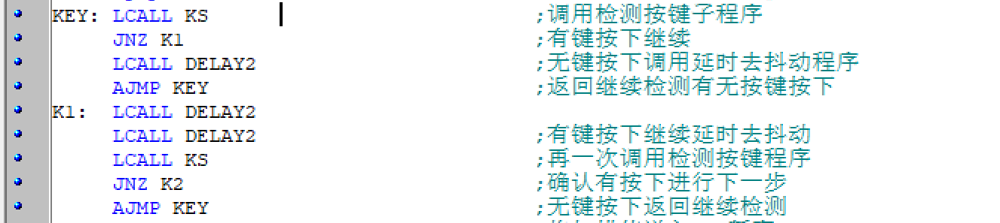 KEY: LCALL KS ;调用检测按键子程序
JNZ K1 ;有键按下继续
LCALL DELAY2 ;无键按下调用延时去抖动程序
AJMP KEY ;返回继续检测有无按键按下
K1: LCALL DELAY2
LCALL DELAY2 ;有键按下继续延时去抖动
LCALL KS ;再一次调用检测按键程序
JNZ K2 ;确认有按下进行下一步
AJMP KEY ;无键按下返回继续检测